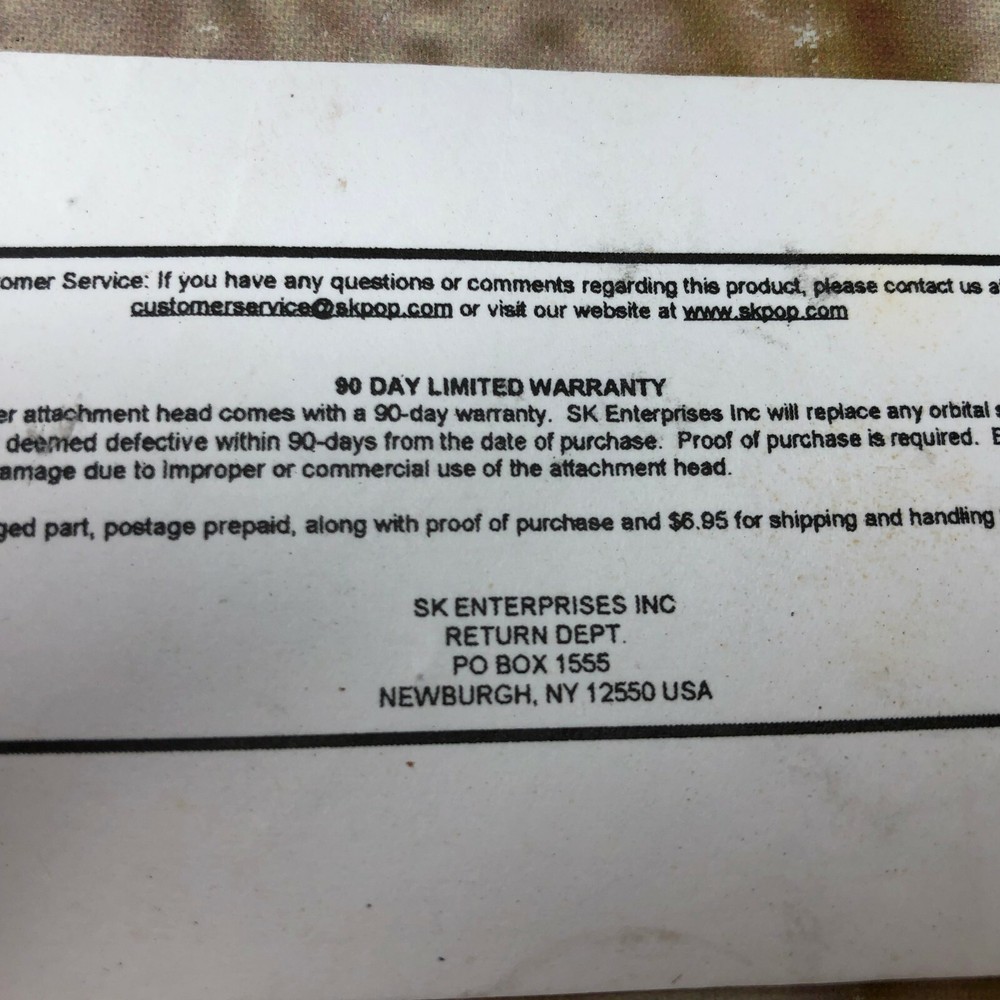 omer Service: If you have any questions or comments regarding this product, please contact us a
customerservice@skpop.com or visit our website at www.skpop.com
90 DAY LIMITED WARRANTY
er attachment head comes with a 90-day warranty. SK Enterprises Inc will replace any orbital s
deemed defective within 90-days from the date of purchase. Proof of purchase is required. E
amage due to improper or commercial use of the attachment head.
ged part, postage prepaid, along with proof of purchase and $6.95 for shipping and handling
SK ENTERPRISES INC
RETURN DEPT.
PO BOX 1555
NEWBURGH, NY 12550 USA